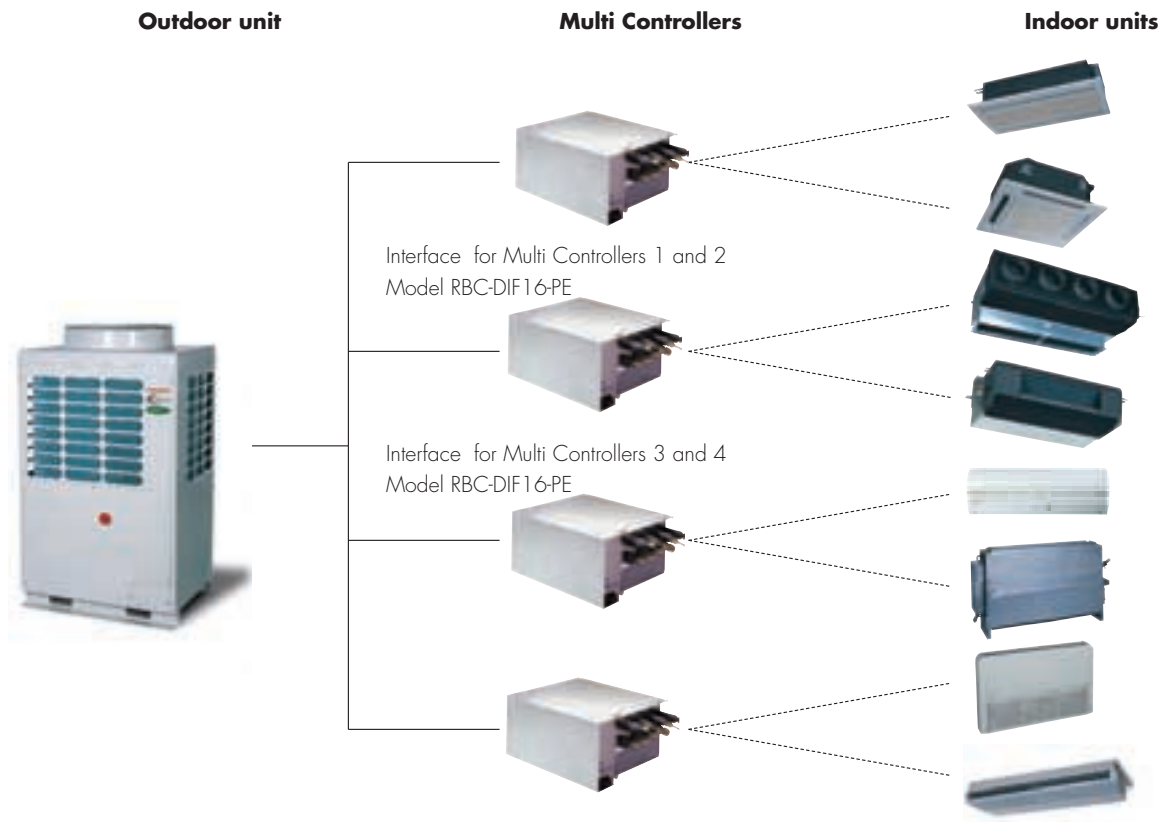 Outdoor unit
Multi Controllers
Indoor units
Interface for Multi Controllers 1 and 2
Model RBC-DIF16-PE
Interface for Multi Controllers 3 and 4
Model RBC-DIF16-PE